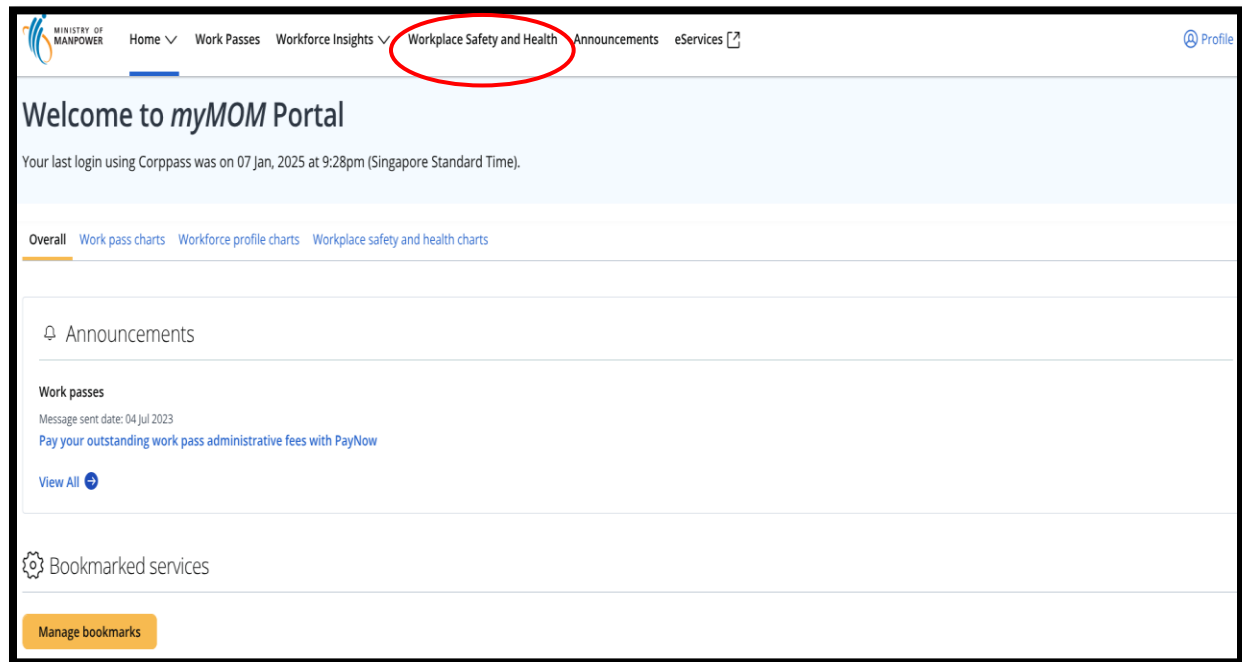 MINISTRY OF
MANPOWER
Home Work Passes Workforce Insights Workplace Safety and Health Announcements eServices Profile
Welcome to myMOM Portal
Your last login using Corppass was on 07 Jan, 2025 at 9:28pm (Singapore Standard Time).
Overall Work pass charts Workforce profile charts Workplace safety and health charts
Announcements
Work passes
Message sent date: 04 Jul 2023
Pay your outstanding work pass administrative fees with PayNow
View All
Bookmarked services
Manage bookmarks